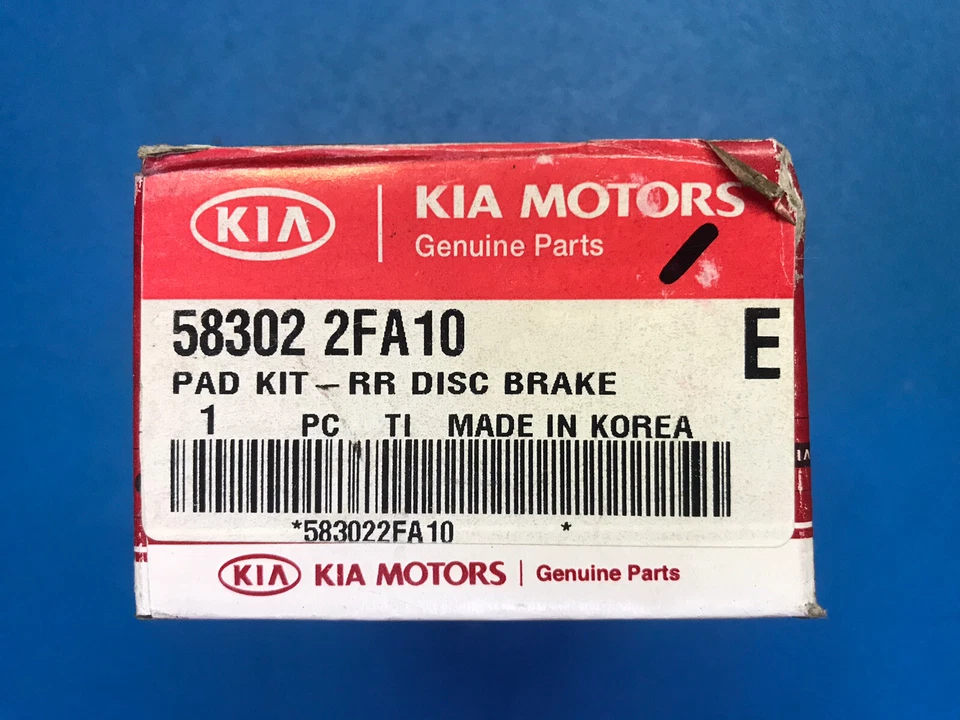 KIA KIA MOTORS
Genuine Parts
58302 2FA10 E
PAD KIT-RR DISC BRAKE
1 PC TI MADE IN KOREA
*583022FA10 *
KIA KIA MOTORS | Genuine Parts